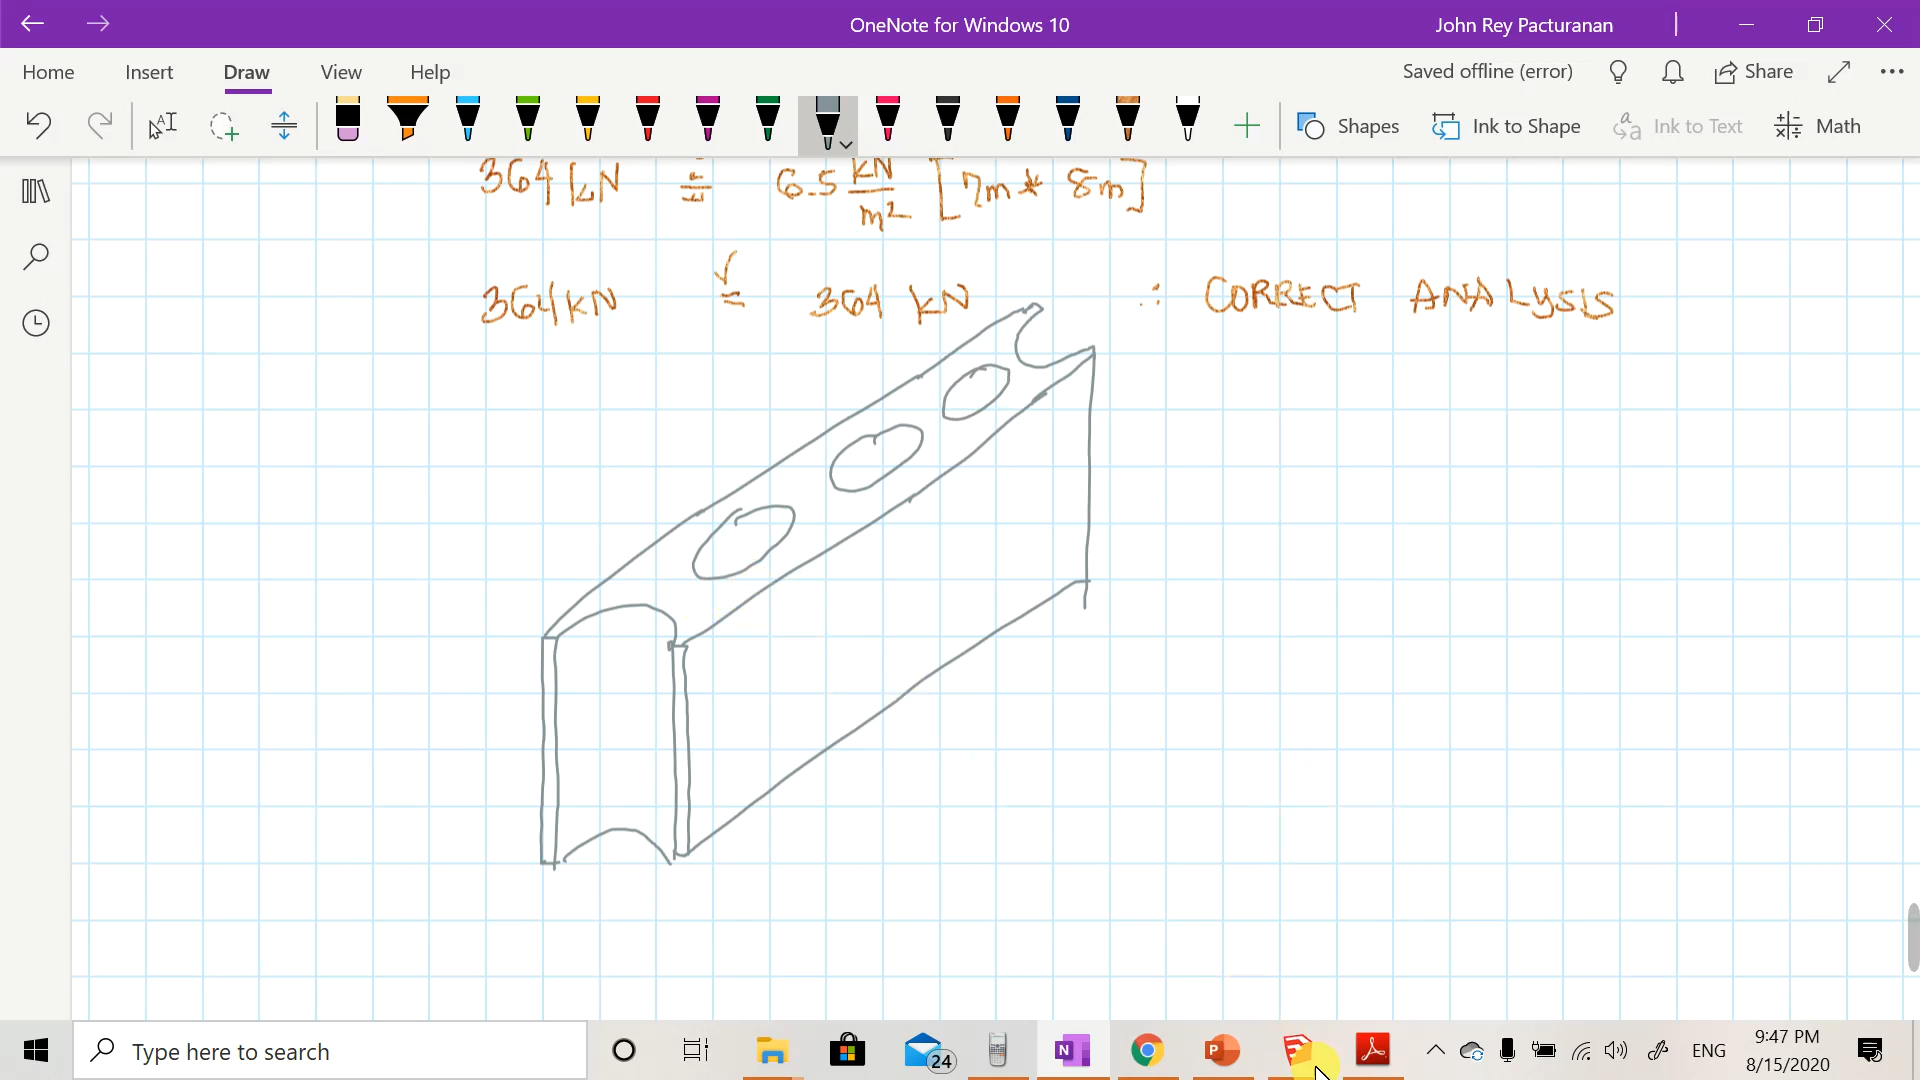 OneNote for Windows 10
John Rey Pacturanan
Home Insert Draw View Help
Saved offline (error) Share
Shapes Ink to Shape Ink to Text Math
364 kN = 6.5 KN/m² [7m * 8m]
364 kN = 364 KN ∴ CORRECT ANALYSIS
Type here to search
24
ENG
9:47 PM
8/15/2020